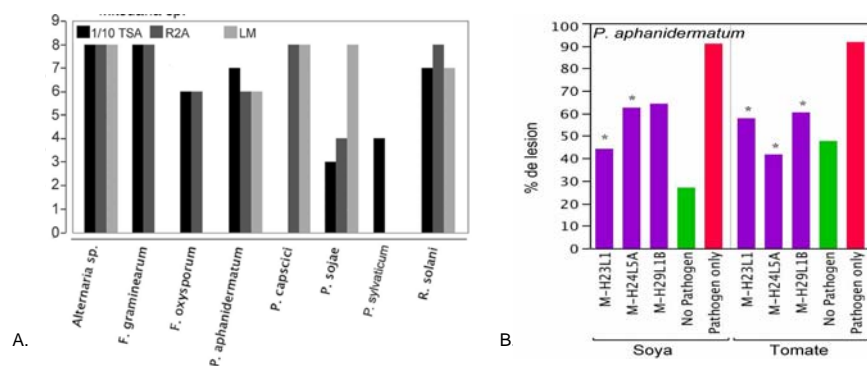 9
8
7
6
5
4
3
2
1
0
1/10 TSA R2A LM
Alternaria sp.
F. graminearum
F. oxysporum
P. aphanidermatum
P. capscici
P. sojae
P. sylvaticum
R. solani
A.
P. aphanidermatum
% de lesion
100
90
80
70
60
50
40
30
20
10
0
* * * * *
M-H23L1
M-H24L5A
M-H29L1B
No Pathogen
Pathogen only
M-H23L1
M-H24L5A
M-H29L1B
No Pathogen
Pathogen only
Soya Tomate
B